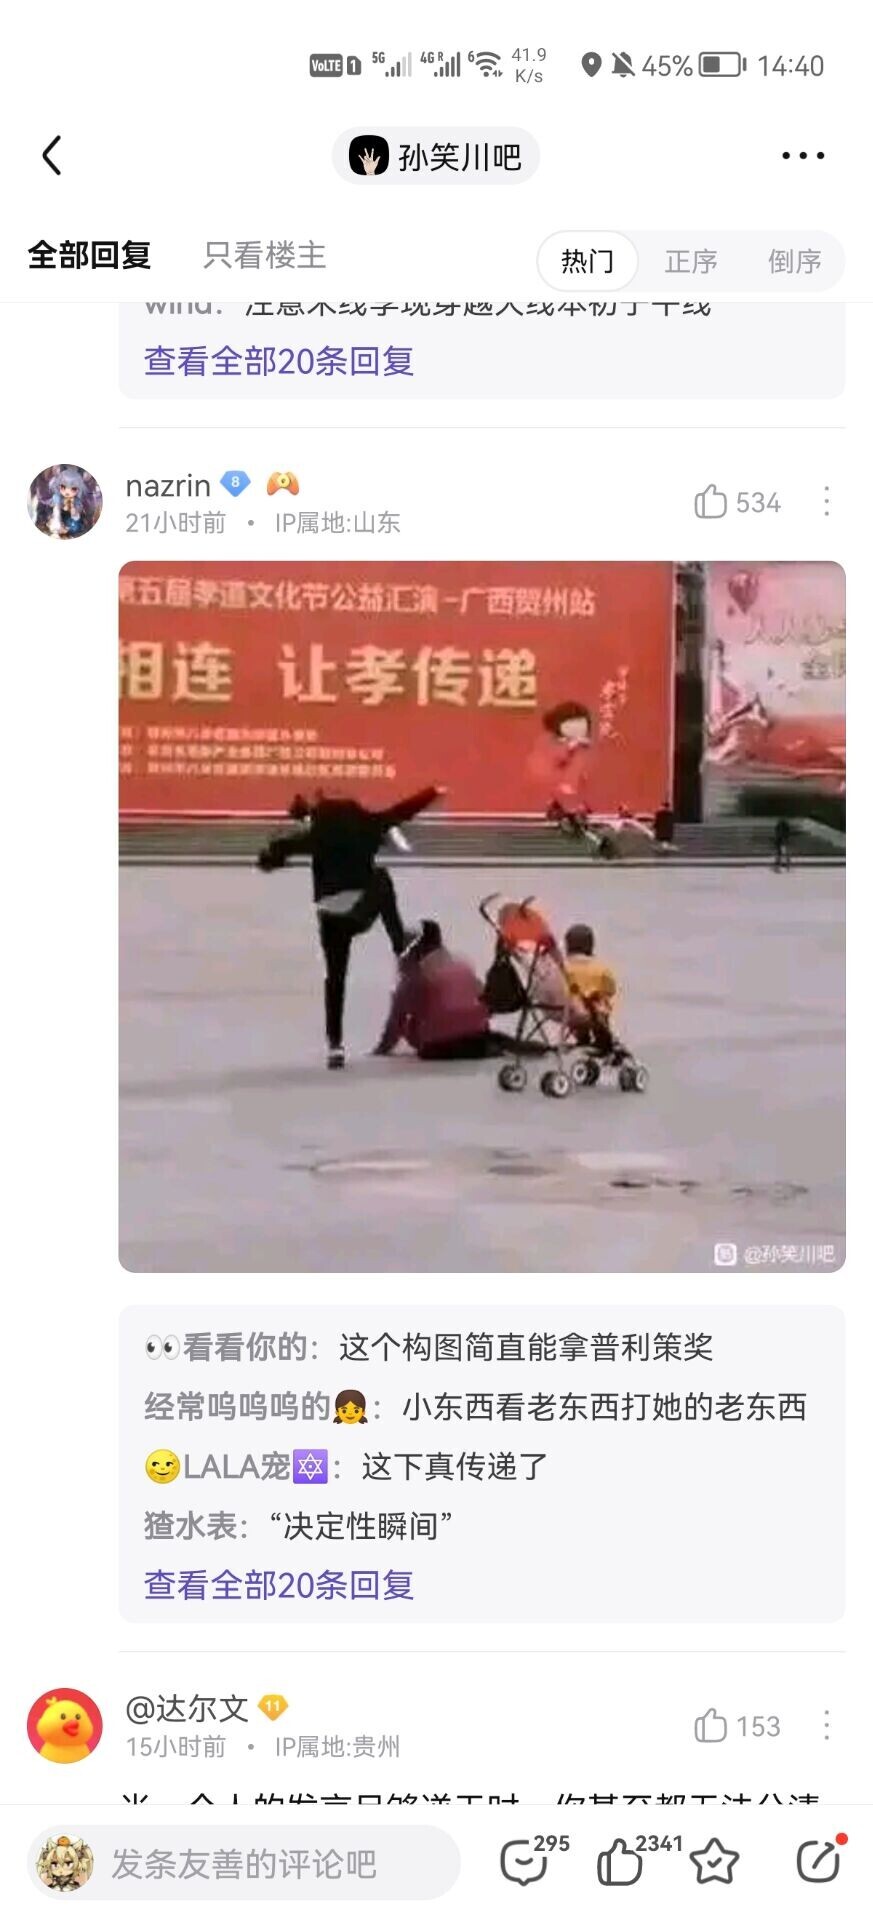 VoLTE 1 5G 4G R 6 41.9 K/s 45% 14:40
孙笑川吧
全部回复 只看楼主 热门 正序 倒序
查看全部20条回复
nazrin 8
534
21小时前 • IP属地:山东
第五届孝道文化节公益汇演-广西贺州站
相连 让孝传递
@孙笑川吧
👀看看你的：这个构图简直能拿普利策奖
经常呜呜呜的👧：小东西看老东西打她的老东西
🌝LALA宠🔯：这下真传递了
猹水表：“决定性瞬间”
查看全部20条回复
@达尔文 11
153
15小时前 • IP属地:贵州
发条友善的评论吧 295 2341